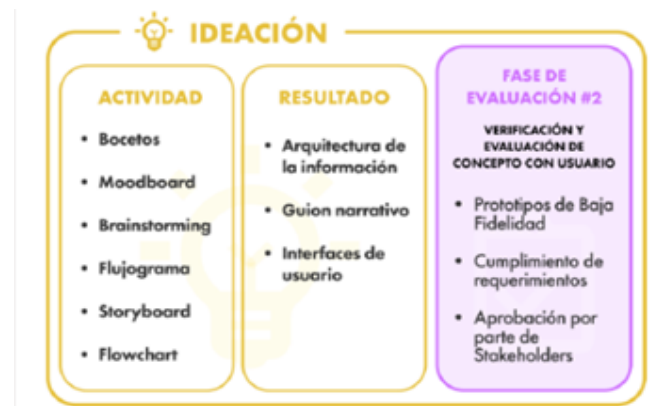 IDEACIÓN
ACTIVIDAD
• Bocetos
• Moodboard
• Brainstorming
• Flujograma
• Storyboard
• Flowchart
RESULTADO
• Arquitectura de
la información
• Guion narrativo
• Interfaces de
usuario
FASE DE
EVALUACIÓN #2
VERIFICACIÓN Y
EVALUACIÓN DE
CONCEPTO CON USUARIO
• Prototipos de Baja
Fidelidad
• Cumplimiento de
requerimientos
• Aprobación por
parte de
Stakeholders